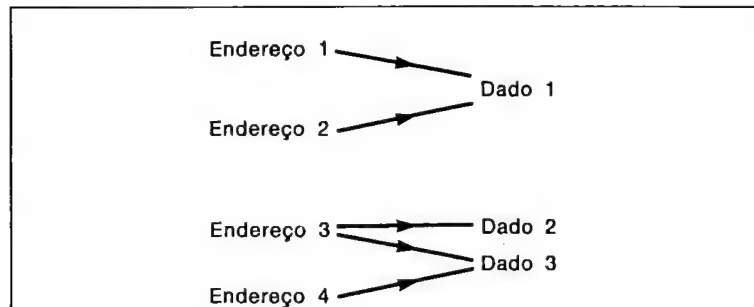 Endereço 1
Dado 1
Endereço 2
Endereço 3
Dado 2
Dado 3
Endereço 4